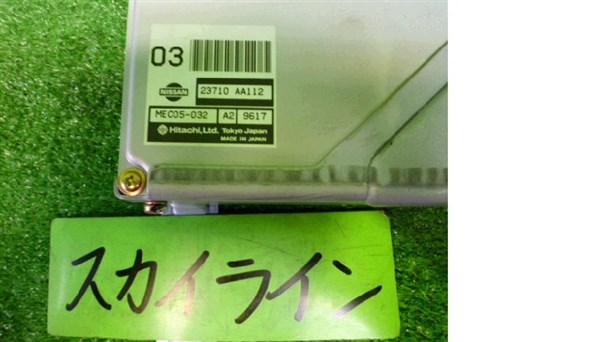 03
NISSAN
23710 AA112
MEC05-032 A2 9617
Hitachi, Ltd. Tokyo Japan
MADE IN JAPAN
スカイライン